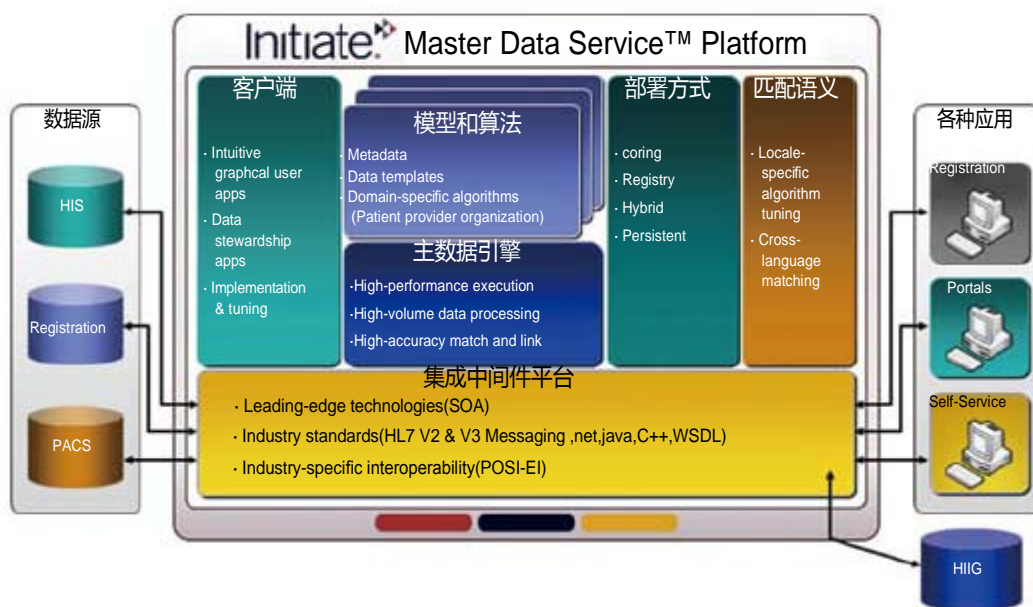 Initiate. Master Data Service™ Platform
数据源
HIS
Registration
PACS
客户端
· Intuitive
graphcal user
apps
· Data
stewardship
apps
· Implementation
& tuning
模型和算法
· Metadata
· Data templates
· Domain-specific algorithms
(Patient provider organization)
主数据引擎
·High-performance execution
·High-volume data processing
·High-accuracy match and link
部署方式
· coring
· Registry
· Hybrid
· Persistent
匹配语义
· Locale-
specific
algorithm
tuning
· Cross-
language
matching
集成中间件平台
· Leading-edge technologies(SOA)
· Industry standards(HL7 V2 & V3 Messaging ,net,java,C++,WSDL)
· Industry-specific interoperability(POSI-EI)
各种应用
Registration
Portals
Self-Service
HIIG